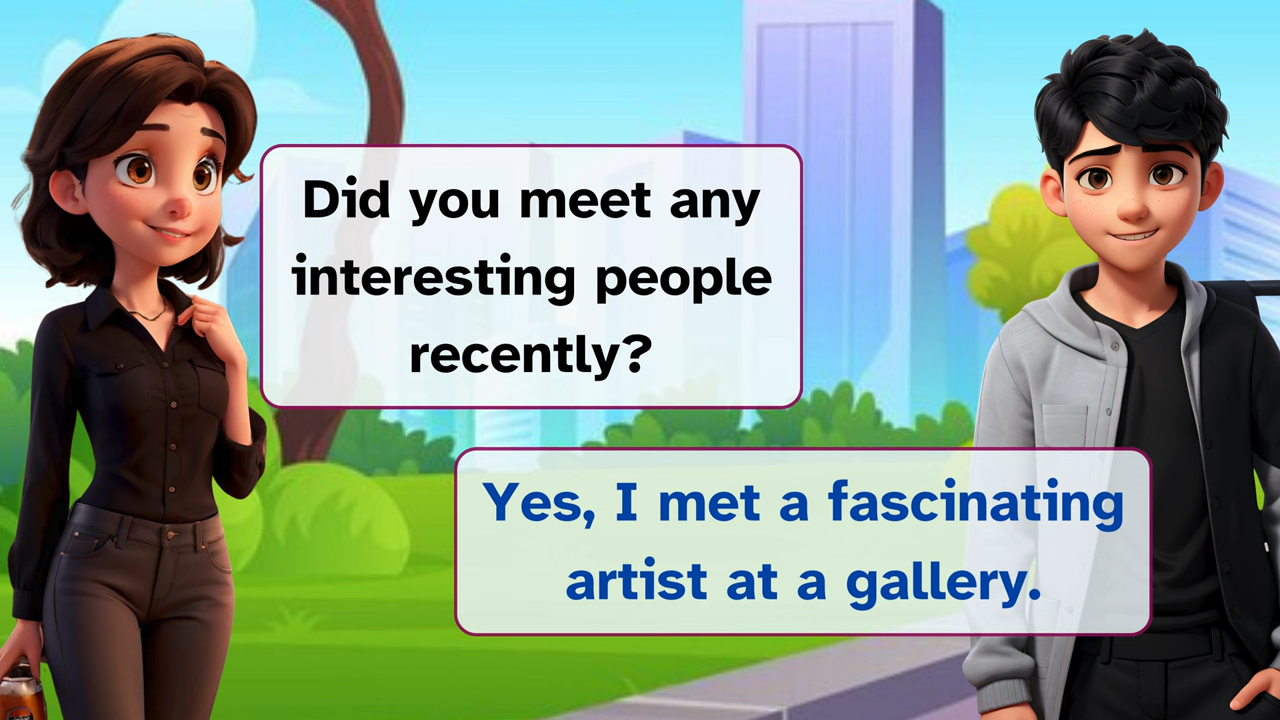 Did you meet any
interesting people
recently?
Yes, I met a fascinating
artist at a gallery.